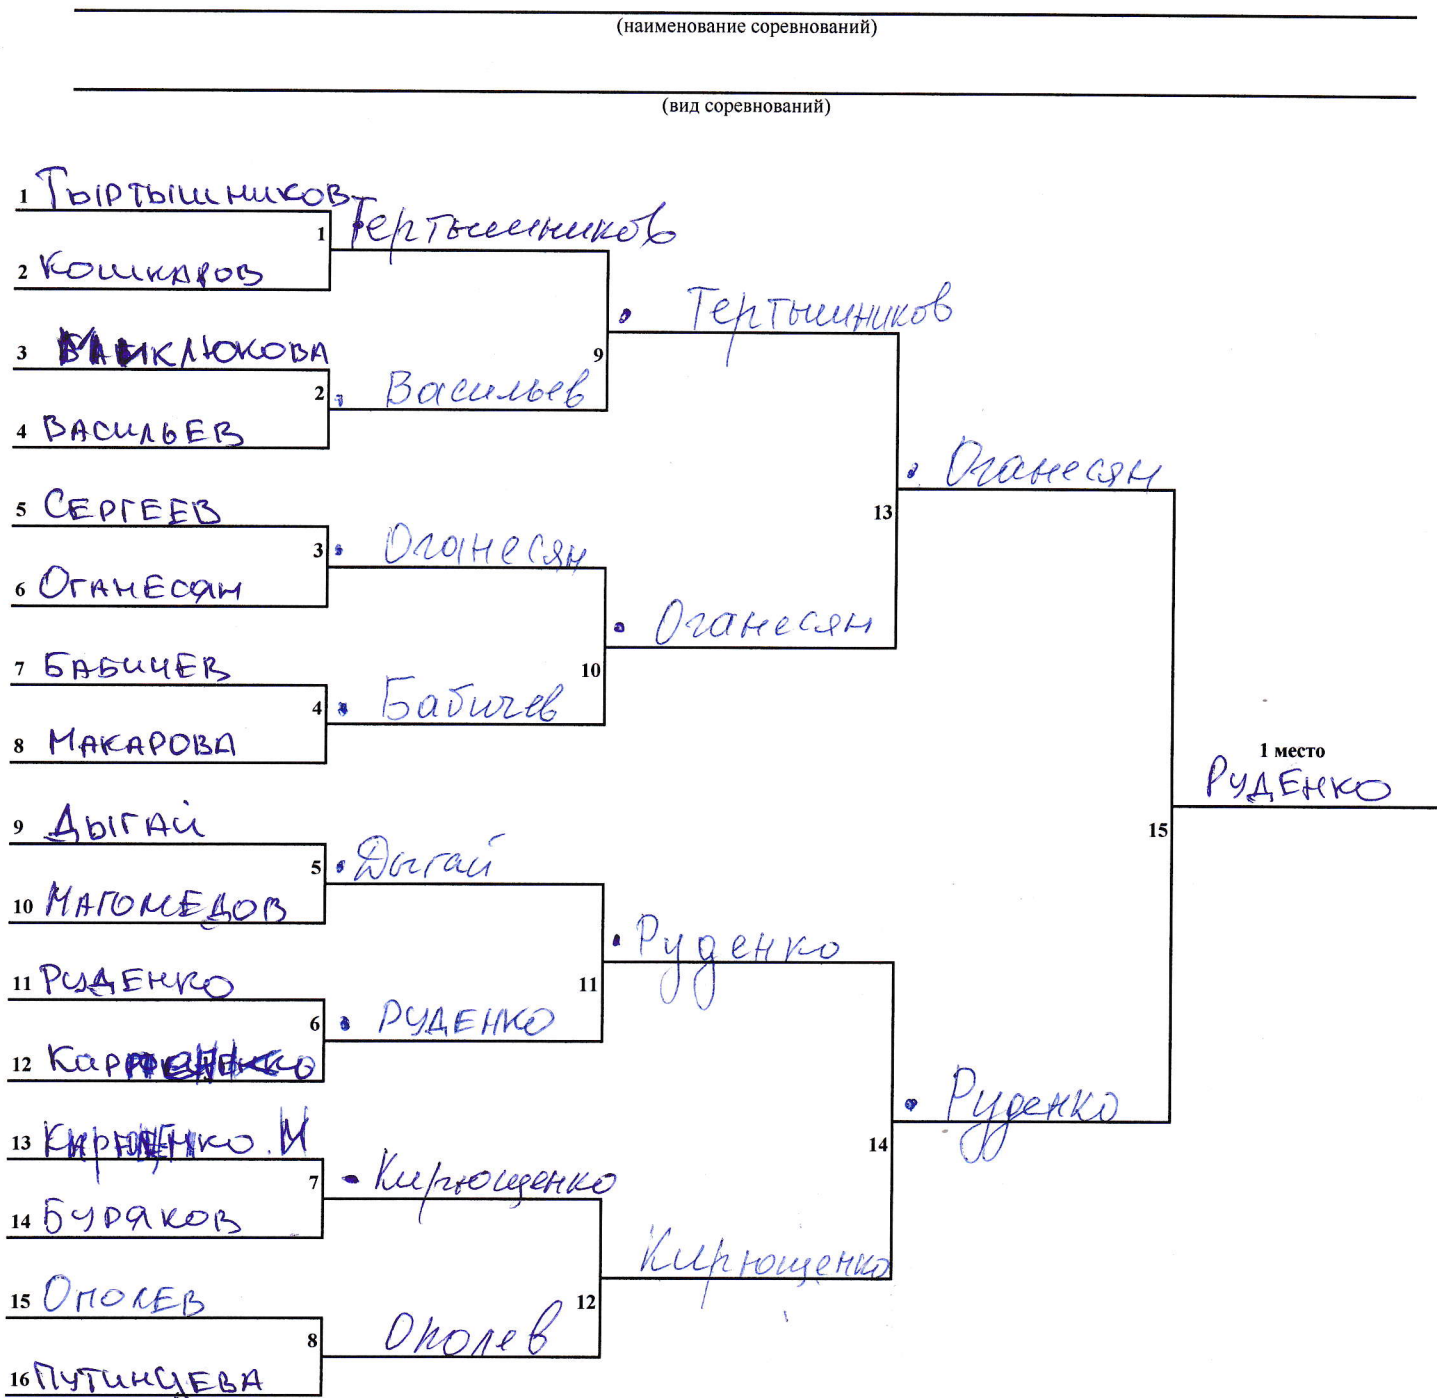 (наименование соревнований)
(вид соревнований)
1 Тыртышников
1 Тертышников
2 Кошкаров
9 Тертышников
3
2 Васильев
4 Васильев
13 Оганесян
5 Сергеев
3 Оганесян
6 Оганесян
10 Оганесян
7 Бабичев
4 Бабичев
8 Макарова
1 место
15 Руденко
9 Дыгай
5 Дыгай
10 Магомедов
11 Руденко
11 Руденко
6 Руденко
12
14 Руденко
13
7 Кирющенко
14 Буряков
12 Кирющенко
15 Ополев
8 Ополев
16 Путинцева